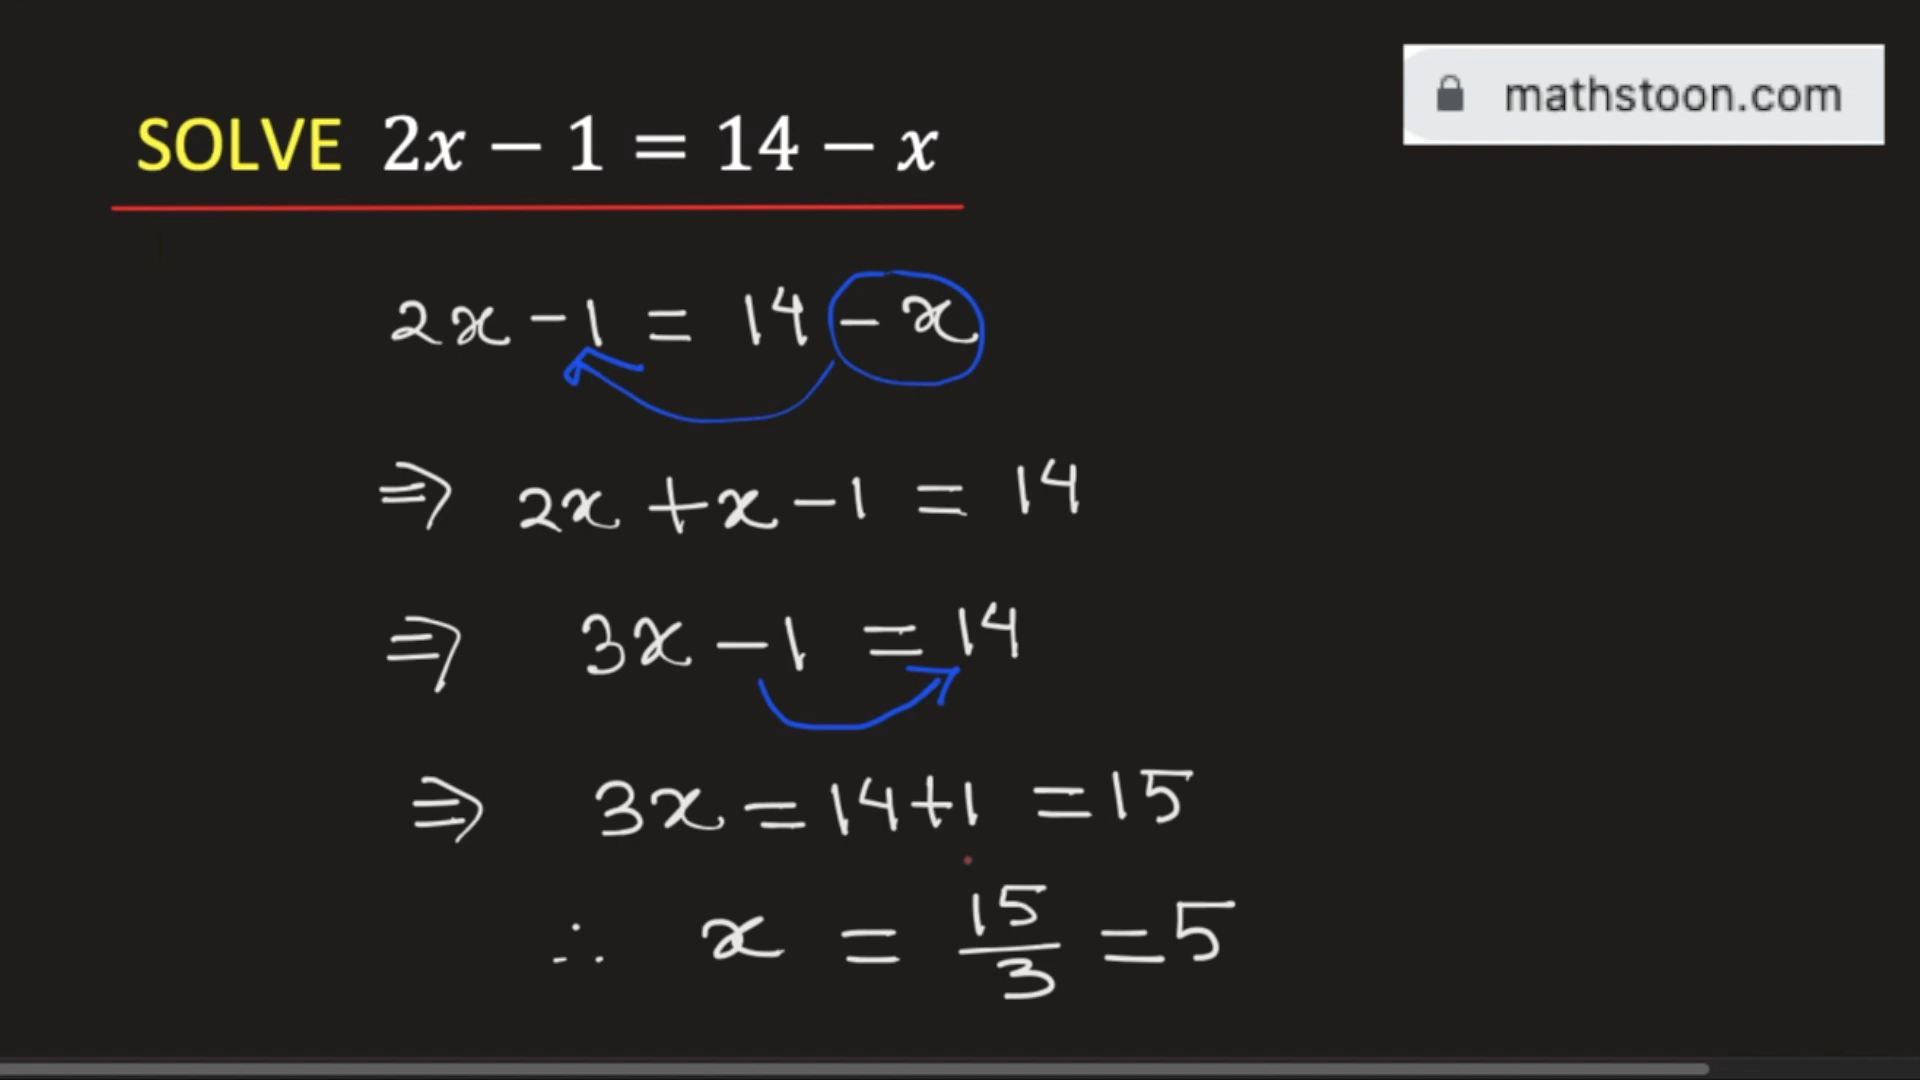 mathstoon.com
SOLVE 2x − 1 = 14 − x
2x − 1 = 14 − x
⇒ 2x + x − 1 = 14
⇒ 3x − 1 = 14
⇒ 3x = 14 + 1 = 15
∴ x = 15/3 = 5